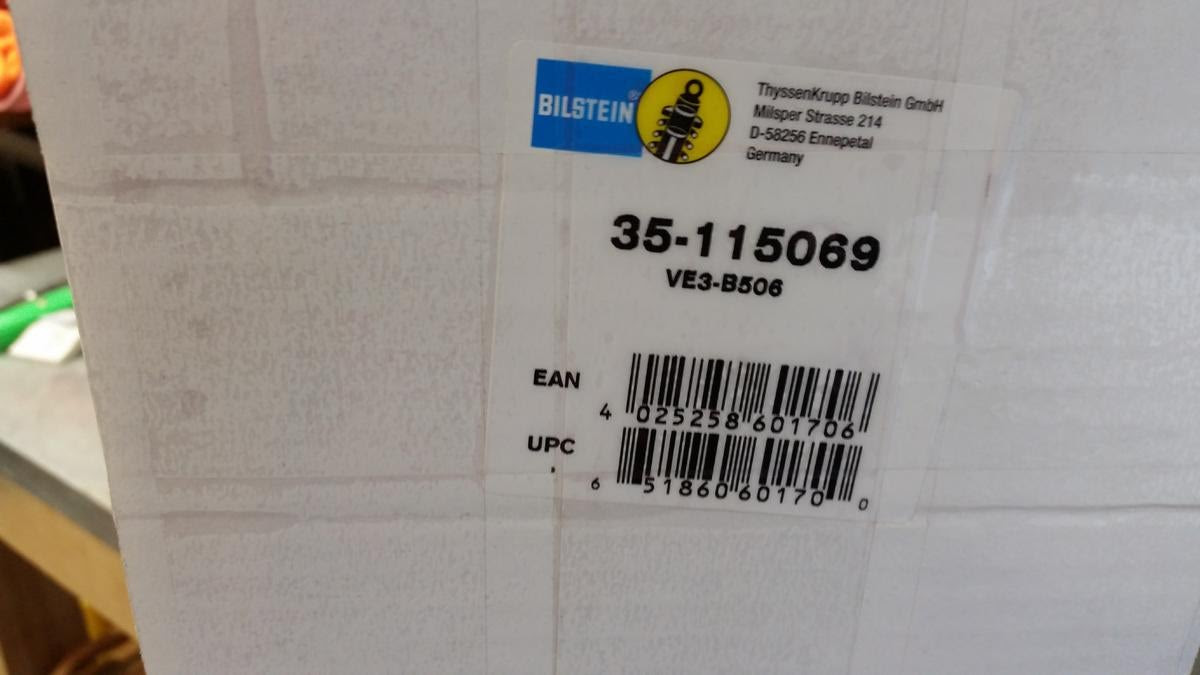 BILSTEIN®
ThyssenKrupp Bilstein GmbH
Milsper Strasse 214
D-58256 Ennepetal
Germany
35-115069
VE3-B506
EAN
4 025258 601706
UPC
6 51860 60170 0